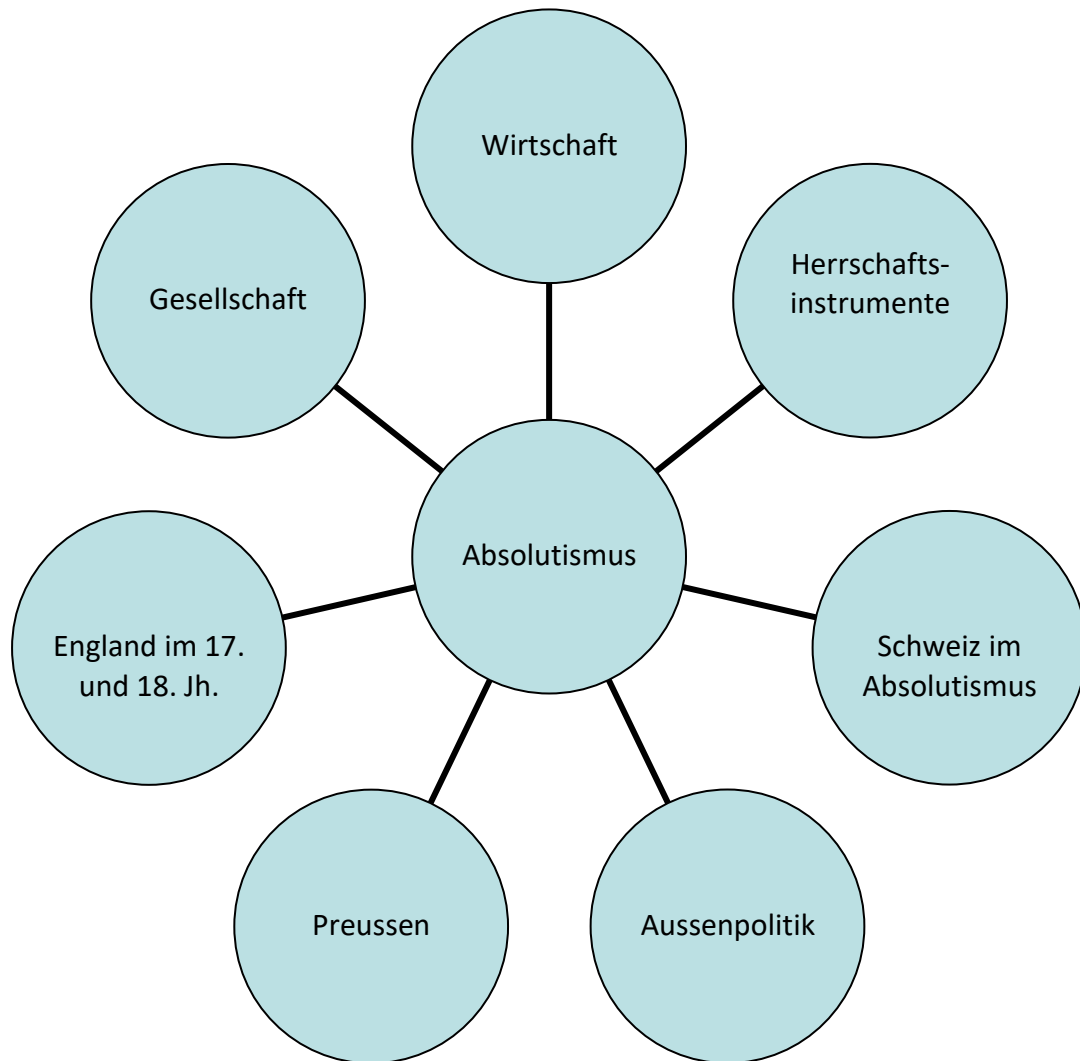 Wirtschaft
Herrschafts-
instrumente
Gesellschaft
Absolutismus
England im 17.
und 18. Jh.
Schweiz im
Absolutismus
Preussen
Aussenpolitik